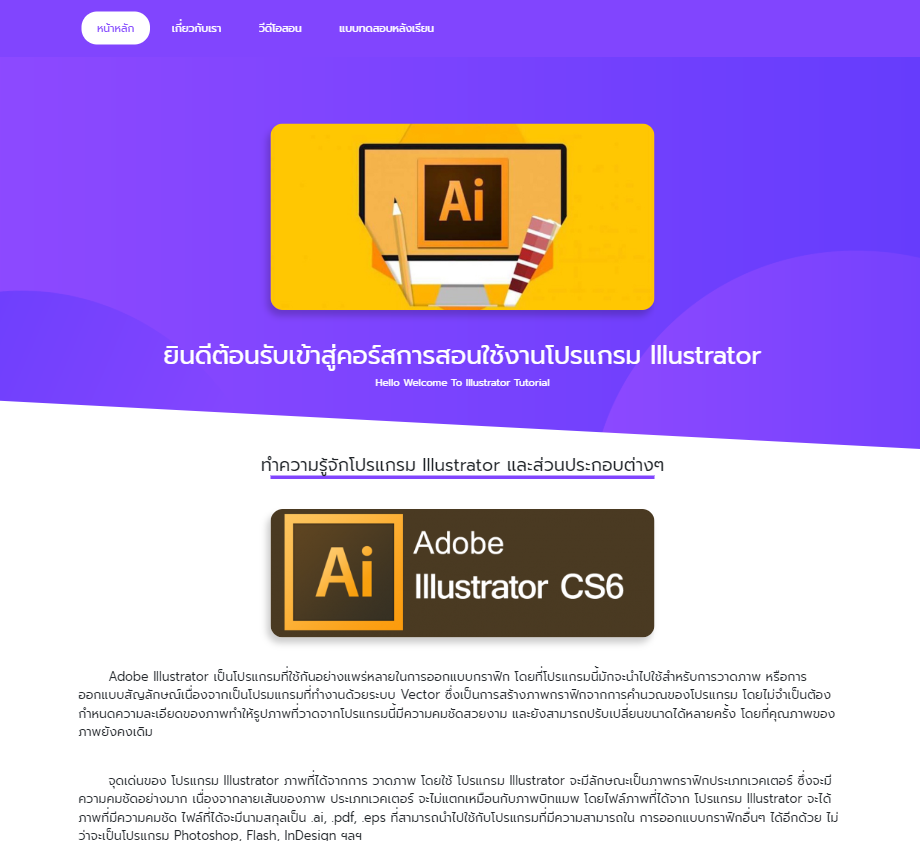 หน้าหลัก เกี่ยวกับเรา วีดีโอสอน แบบทดสอบหลังเรียน
Ai
ยินดีต้อนรับเข้าสู่คอร์สการสอนใช้งานโปรแกรม Illustrator
Hello Welcome To Illustrator Tutorial
ทำความรู้จักโปรแกรม Illustrator และส่วนประกอบต่างๆ
Ai
Adobe
Illustrator CS6
Adobe Illustrator เป็นโปรแกรมที่ใช้กันอย่างแพร่หลายในการออกแบบกราฟิก โดยที่โปรแกรมนี้มักจะนำไปใช้สำหรับการวาดภาพ หรือการ
ออกแบบสัญลักษณ์เนื่องจากเป็นโปรมแกรมที่ทำงานด้วยระบบ Vector ซึ่งเป็นการสร้างภาพกราฟิกจากการคำนวณของโปรแกรม โดยไม่จำเป็นต้อง
กำหนดความละเอียดของภาพทำให้รูปภาพที่วาดจากโปรแกรมนี้มีความคมชัดสวยงาม และยังสามารถปรับเปลี่ยนขนาดได้หลายครั้ง โดยที่คุณภาพของ
ภาพยังคงเดิม
จุดเด่นของ โปรแกรม Illustrator ภาพที่ได้จากการ วาดภาพ โดยใช้ โปรแกรม Illustrator จะมีลักษณะเป็นภาพกราฟิกประเภทเวคเตอร์ ซึ่งจะมี
ความคมชัดอย่างมาก เนื่องจากลายเส้นของภาพ ประเภทเวคเตอร์ จะไม่แตกเหมือนกับภาพบิทแมพ โดยไฟล์ภาพที่ได้จาก โปรแกรม Illustrator จะได้
ภาพที่มีความคมชัด ไฟล์ที่ได้จะมีนามสกุลเป็น .ai, .pdf, .eps ที่สามารถนำไปใช้กับโปรแกรมที่มีความสามารถใน การออกแบบกราฟิกอื่นๆ ได้อีกด้วย ไม่
ว่าจะเป็นโปรแกรม Photoshop, Flash, InDesign ฯลฯ